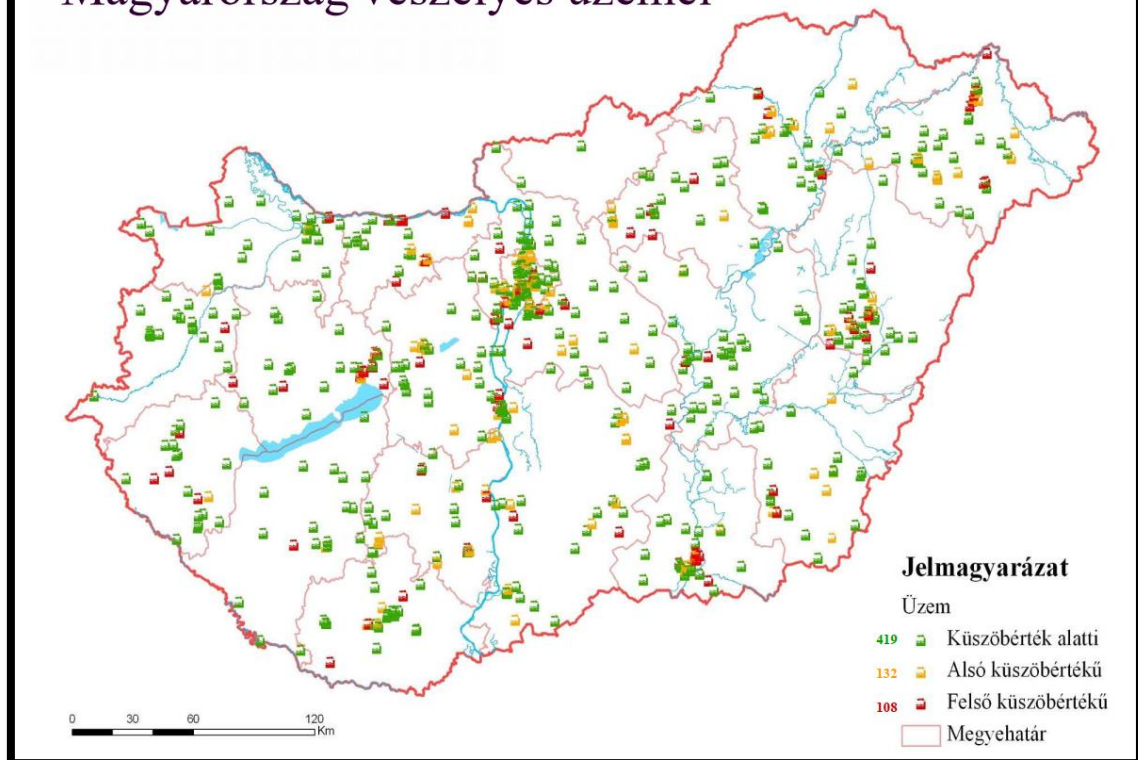 Magyarország veszélyes üzemei
Jelmagyarázat
Üzem
419 Küszöbérték alatti
132 Alsó küszöbértékű
108 Felső küszöbértékű
Megyehatár
0 30 60 120
Km